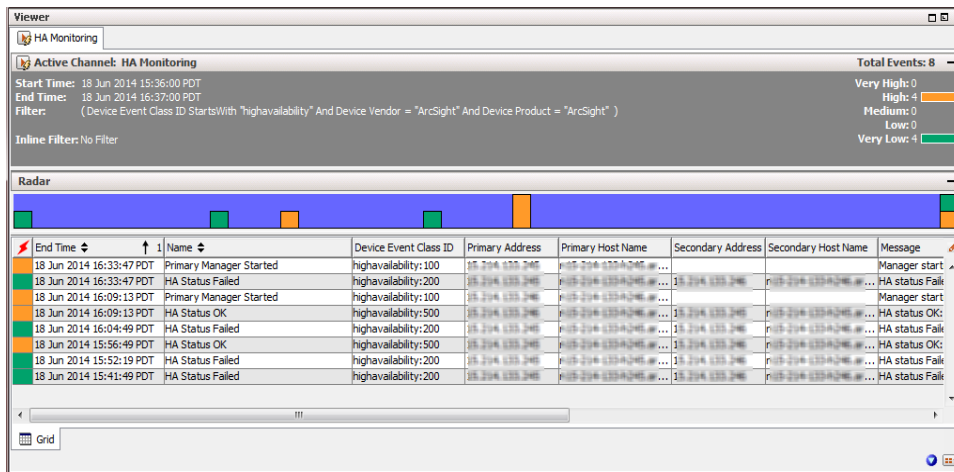 Viewer
HA Monitoring
Active Channel: HA Monitoring Total Events: 8
Start Time: 18 Jun 2014 15:36:00 PDT Very High: 0
End Time: 18 Jun 2014 16:37:00 PDT High: 4
Filter: ( Device Event Class ID StartsWith "highavailability" And Device Vendor = "ArcSight" And Device Product = "ArcSight" ) Medium: 0
Low: 0
Inline Filter: No Filter Very Low: 4
Radar
End Time 1 Name Device Event Class ID Primary Address Primary Host Name Secondary Address Secondary Host Name Message
18 Jun 2014 16:33:47 PDT Primary Manager Started highavailability:100 Manager start
18 Jun 2014 16:33:47 PDT HA Status Failed highavailability:200 HA status Faile
18 Jun 2014 16:09:13 PDT Primary Manager Started highavailability:100 Manager start
18 Jun 2014 16:09:13 PDT HA Status OK highavailability:500 HA status OK:
18 Jun 2014 16:04:49 PDT HA Status Failed highavailability:200 HA status Faile
18 Jun 2014 15:56:49 PDT HA Status OK highavailability:500 HA status OK:
18 Jun 2014 15:52:19 PDT HA Status Failed highavailability:200 HA status Faile
18 Jun 2014 15:41:49 PDT HA Status Failed highavailability:200 HA status Faile
Grid